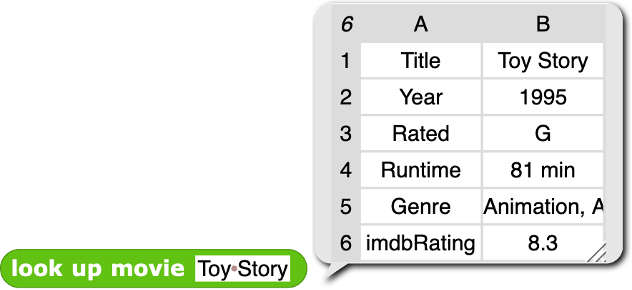 6 A B
1 Title Toy Story
2 Year 1995
3 Rated G
4 Runtime 81 min
5 Genre Animation, A
6 imdbRating 8.3
look up movie Toy•Story